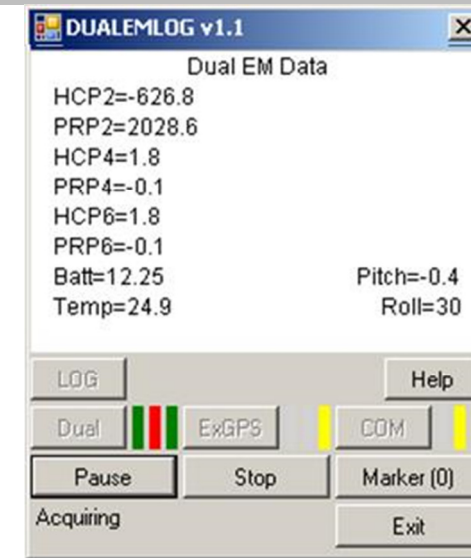 DUALEMLOG v1.1
Dual EM Data
HCP2=-626.8
PRP2=2028.6
HCP4=1.8
PRP4=-0.1
HCP6=1.8
PRP6=-0.1
Batt=12.25 Pitch=-0.4
Temp=24.9 Roll=30
LOG Help
Dual ExGPS COM
Pause Stop Marker (0)
Acquiring Exit